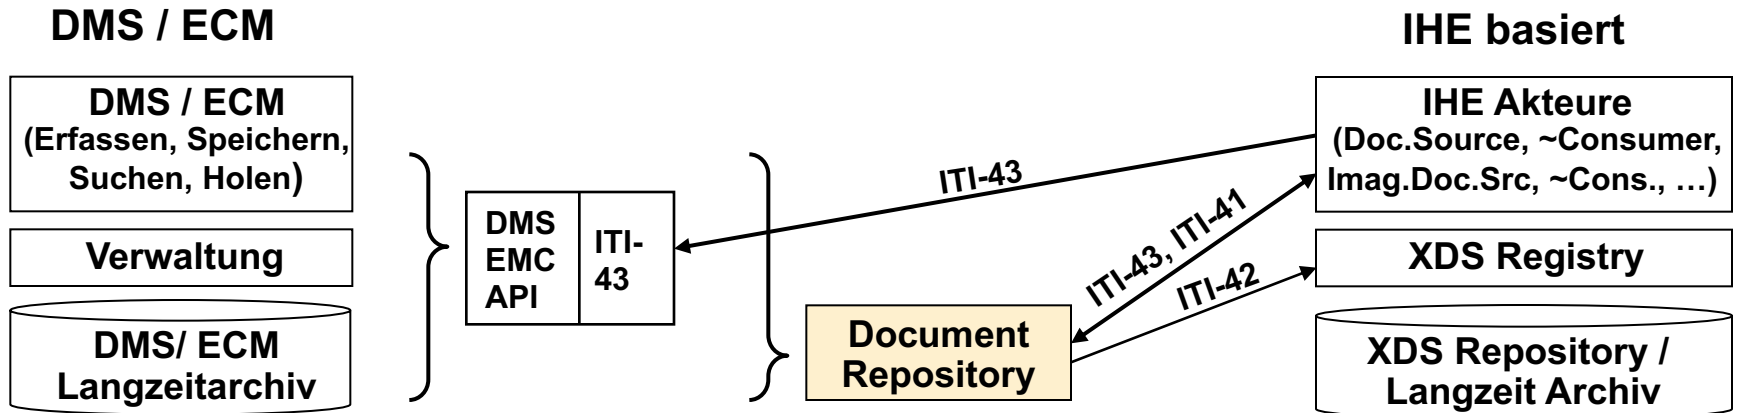 DMS / ECM
IHE basiert
DMS / ECM
(Erfassen, Speichern,
Suchen, Holen)
Verwaltung
DMS/ ECM
Langzeitarchiv
DMS
EMC
API
ITI-
43
ITI-43
ITI-43, ITI-41
ITI-42
Document
Repository
IHE Akteure
(Doc.Source, ~Consumer,
Imag.Doc.Src, ~Cons., …)
XDS Registry
XDS Repository /
Langzeit Archiv